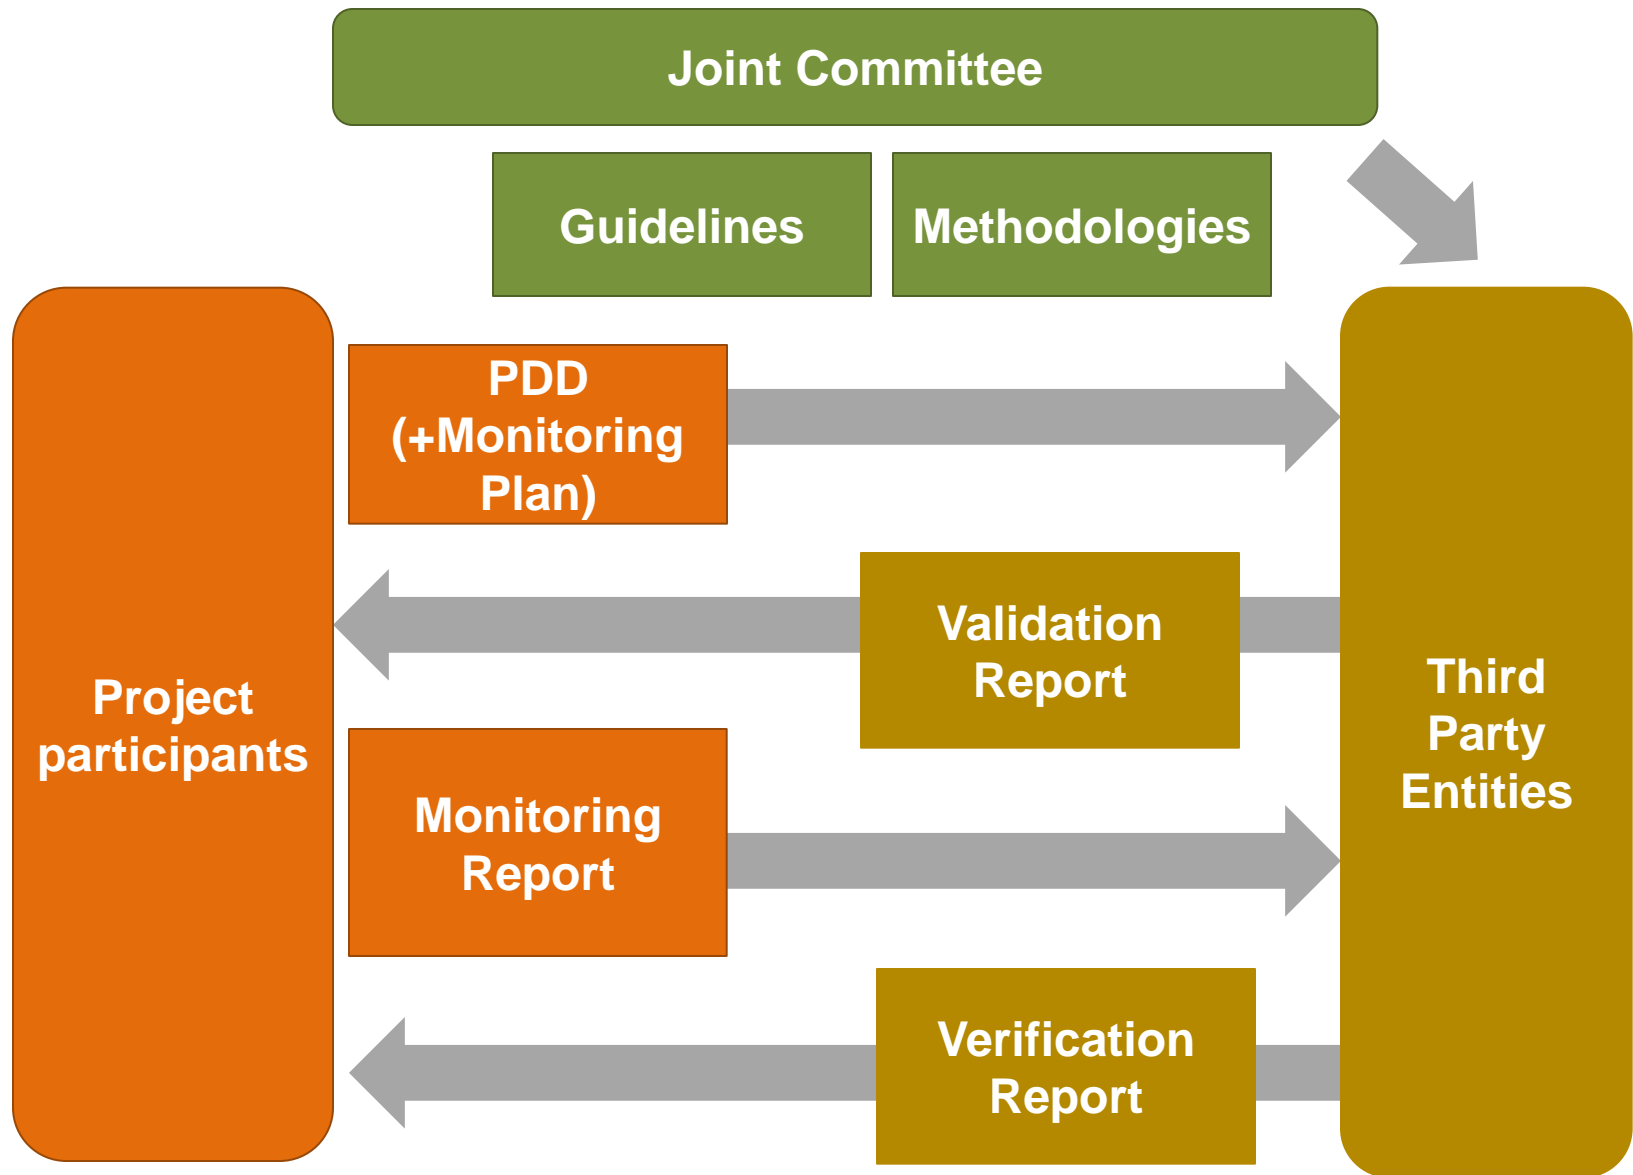 Joint Committee
Guidelines
Methodologies
PDD
(+Monitoring
Plan)
Validation
Report
Project
participants
Third
Party
Entities
Monitoring
Report
Verification
Report